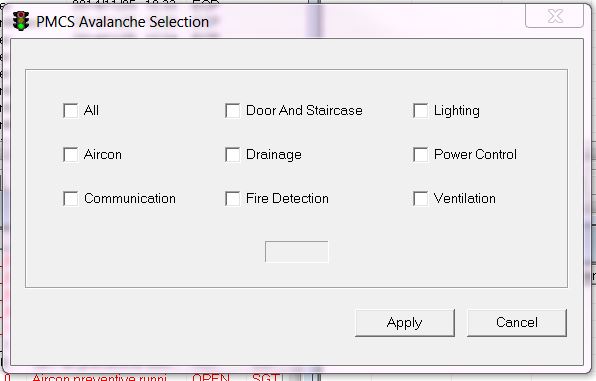 PMCS Avalanche Selection
All
Door And Staircase
Lighting
Aircon
Drainage
Power Control
Communication
Fire Detection
Ventilation
Apply
Cancel
Aircon preventive runni OPEN SGT